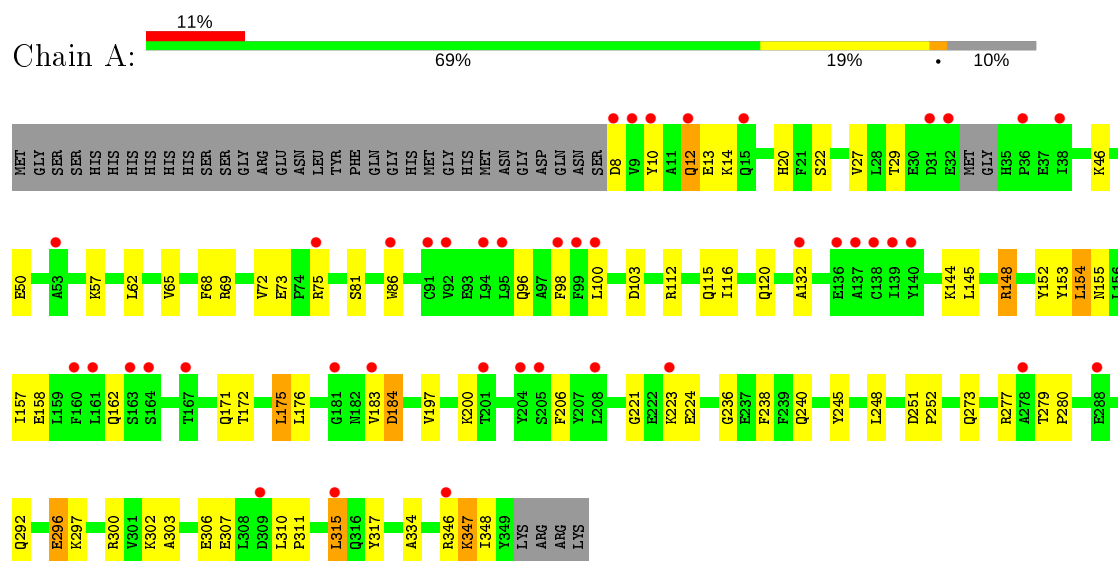 11%
Chain A:
69% 19% • 10%
MET GLY SER SER HIS HIS HIS HIS HIS HIS SER SER GLY ARG GLU ASN LEU TYR PHE GLN GLY HIS MET GLY HIS MET ASN GLY ASP GLN ASN SER D8 V9 Y10 A11 Q12 E13 K14 Q15 H20 F21 S22 V27 L28 T29 E30 D31 E32 MET GLY H35 P36 E37 I38 K46
E50 A53 K57 L62 V65 F68 R69 V72 E73 P74 R75 S81 W86 C91 V92 E93 L94 L95 Q96 A97 F98 F99 L100 D103 R112 Q115 I116 Q120 A132 E136 A137 C138 I139 Y140 K144 L145 R148 Y152 Y153 L154 N155 L156
I157 E158 L159 F160 L161 Q162 S163 S164 T167 Q171 T172 L175 L176 G181 N182 V183 D184 V197 K200 T201 Y204 S205 F206 Y207 L208 G221 E222 K223 E224 G236 E237 F238 F239 Q240 Y245 L248 D251 P252 Q273 R277 A278 T279 P280 E288
Q292 E296 K297 R300 V301 K302 A303 E306 E307 L308 D309 L310 P311 L315 Q316 Y317 A334 R346 K347 I348 Y349 LYS ARG ARG LYS